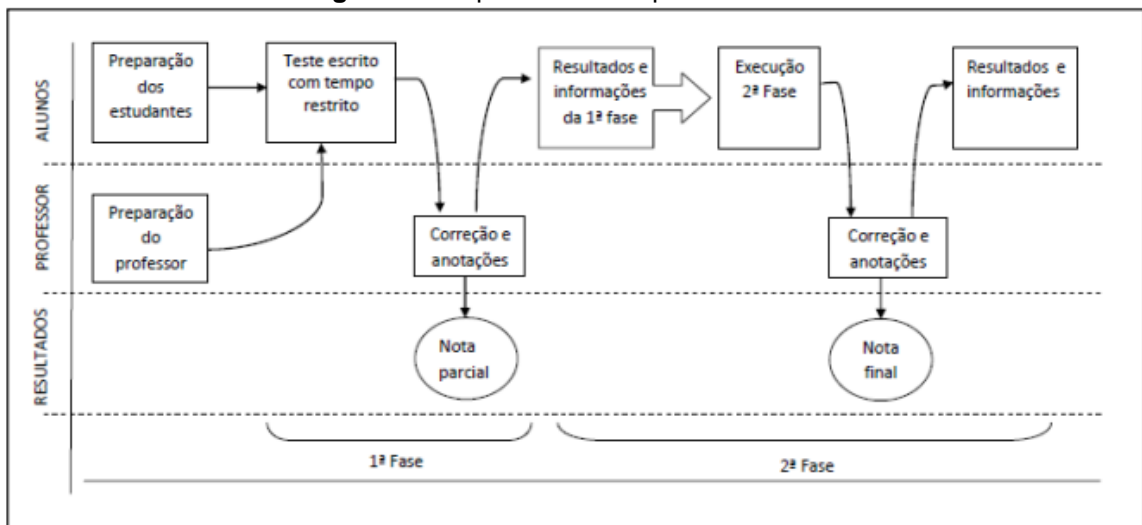 ALUNOS
Preparação
dos
estudantes
Teste escrito
com tempo
restrito
Resultados e
informações
da 1ª fase
Execução
2ª Fase
Resultados e
informações
PROFESSOR
Preparação
do
professor
Correção e
anotações
Correção e
anotações
RESULTADOS
Nota
parcial
Nota
final
1ª Fase
2ª Fase